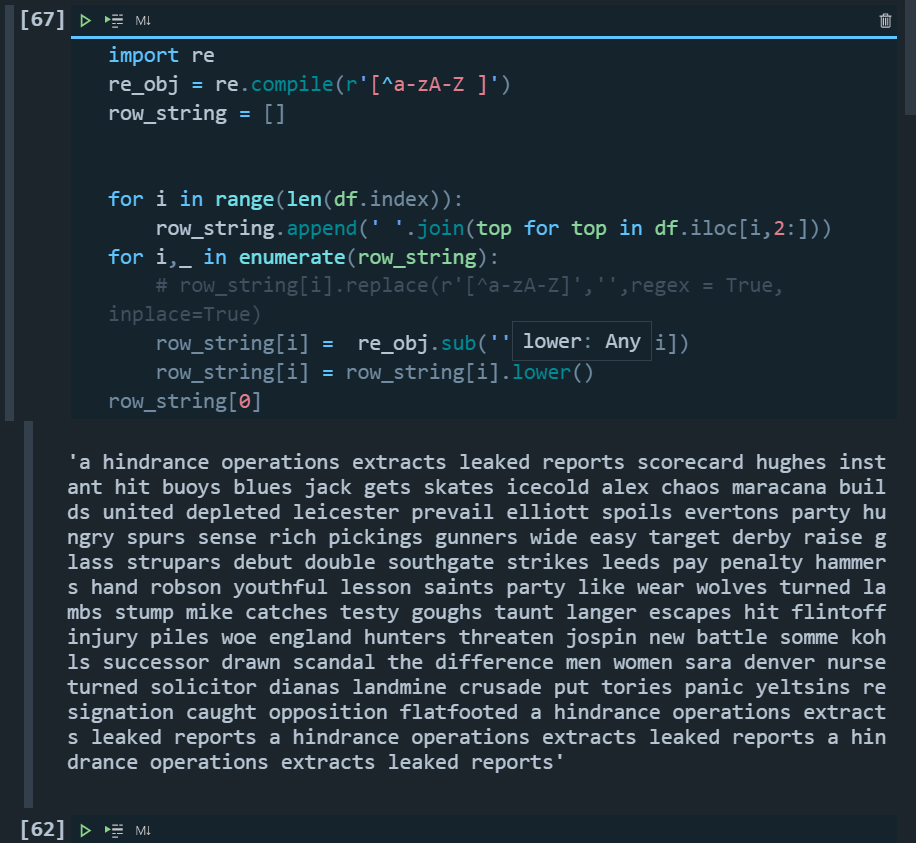 [67] M↓
import re
re_obj = re.compile(r'[^a-zA-Z ]')
row_string = []
for i in range(len(df.index)):
    row_string.append(' '.join(top for top in df.iloc[i,2:]))
for i,_ in enumerate(row_string):
    # row_string[i].replace(r'[^a-zA-Z]','',regex = True,
inplace=True)
    row_string[i] =  re_obj.sub('' lower: Any i])
    row_string[i] = row_string[i].lower()
row_string[0]
'a hindrance operations extracts leaked reports scorecard hughes inst
ant hit buoys blues jack gets skates icecold alex chaos maracana buil
ds united depleted leicester prevail elliott spoils evertons party hu
ngry spurs sense rich pickings gunners wide easy target derby raise g
lass strupars debut double southgate strikes leeds pay penalty hammer
s hand robson youthful lesson saints party like wear wolves turned la
mbs stump mike catches testy goughs taunt langer escapes hit flintoff
injury piles woe england hunters threaten jospin new battle somme koh
ls successor drawn scandal the difference men women sara denver nurse
turned solicitor dianas landmine crusade put tories panic yeltsins re
signation caught opposition flatfooted a hindrance operations extract
s leaked reports a hindrance operations extracts leaked reports a hin
drance operations extracts leaked reports'
[62] M↓